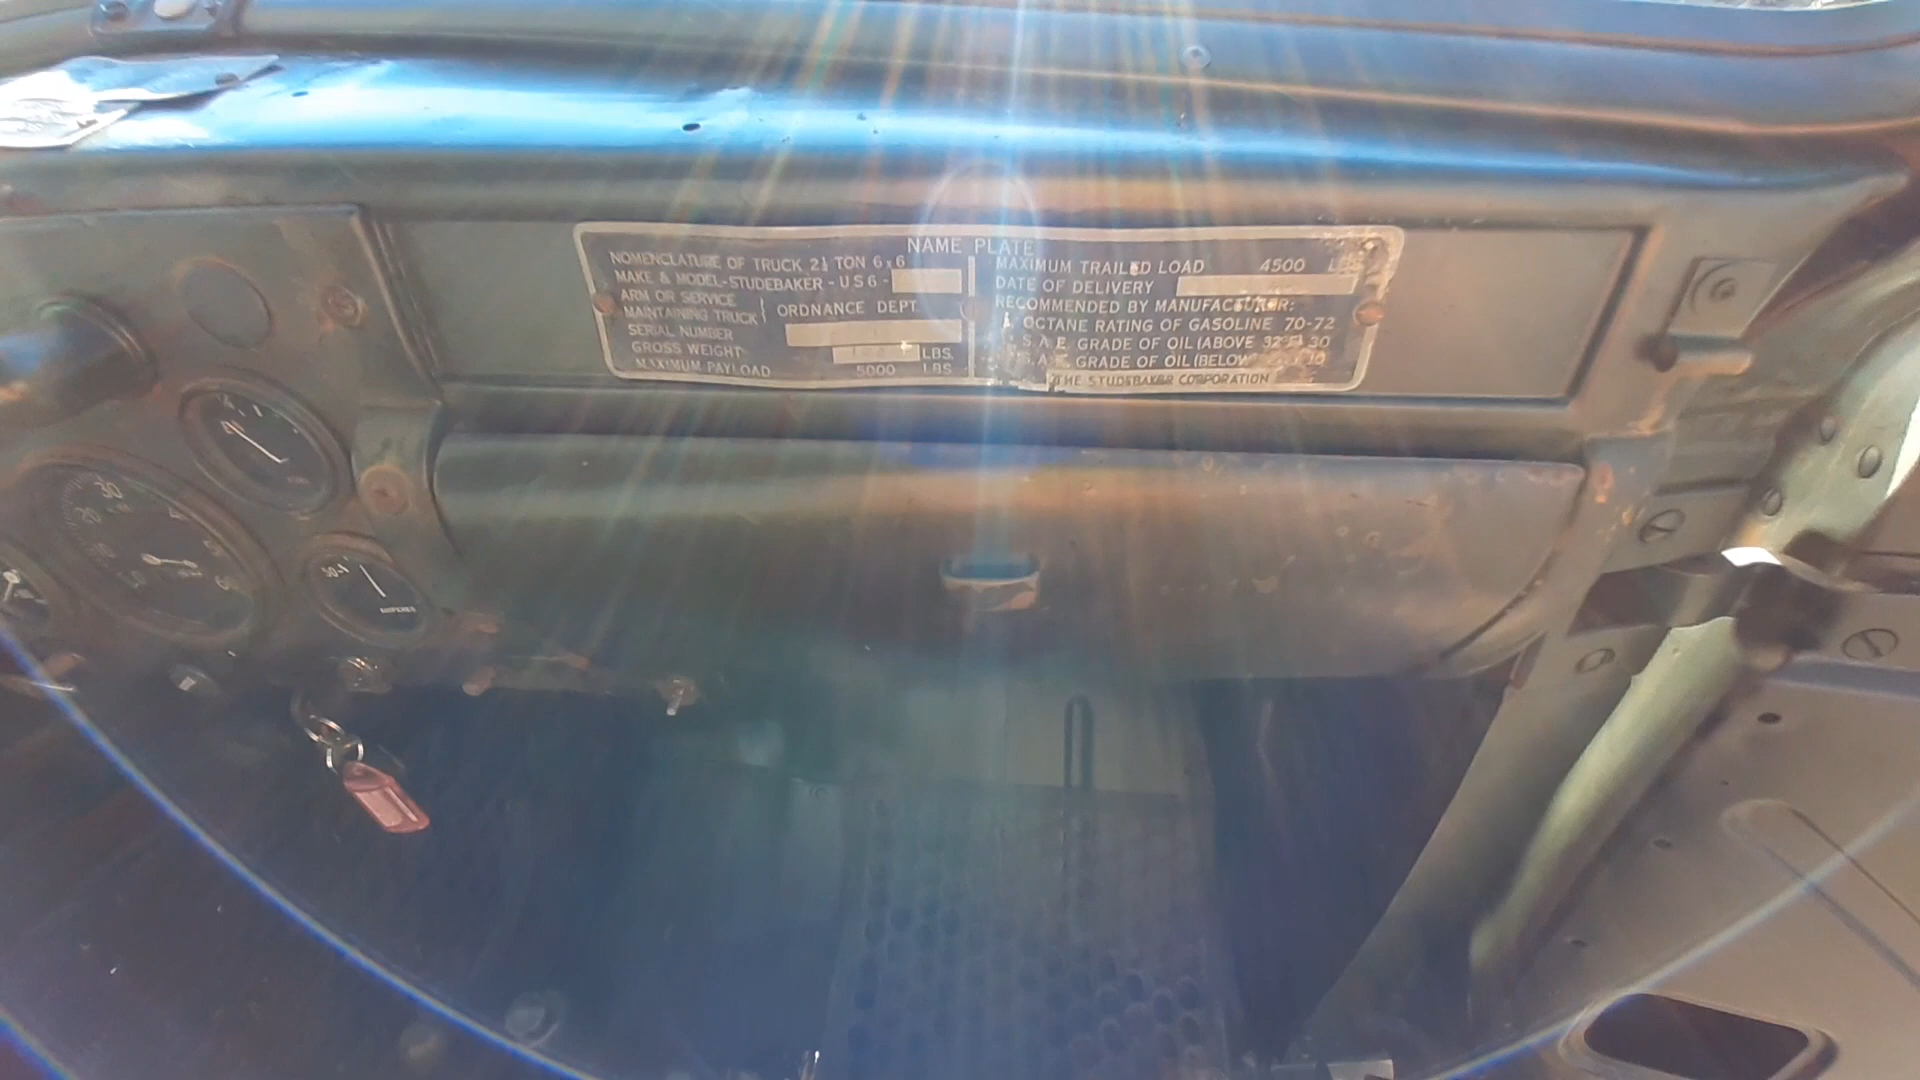 NAME PLATE
NOMENCLATURE OF TRUCK 2½ TON 6x6
MAKE & MODEL-STUDEBAKER - US6-
ARM OR SERVICE
MAINTAINING TRUCK } ORDNANCE DEPT
SERIAL NUMBER
GROSS WEIGHT LBS.
MAXIMUM PAYLOAD 5000 LBS
MAXIMUM TRAILED LOAD 4500
DATE OF DELIVERY
RECOMMENDED BY MANUFACTURER:
OCTANE RATING OF GASOLINE 70-72
S.A.E. GRADE OF OIL (ABOVE 32°F) 30
GRADE OF OIL (BELOW
THE STUDEBAKER CORPORATION
30
20
50
AMPERES